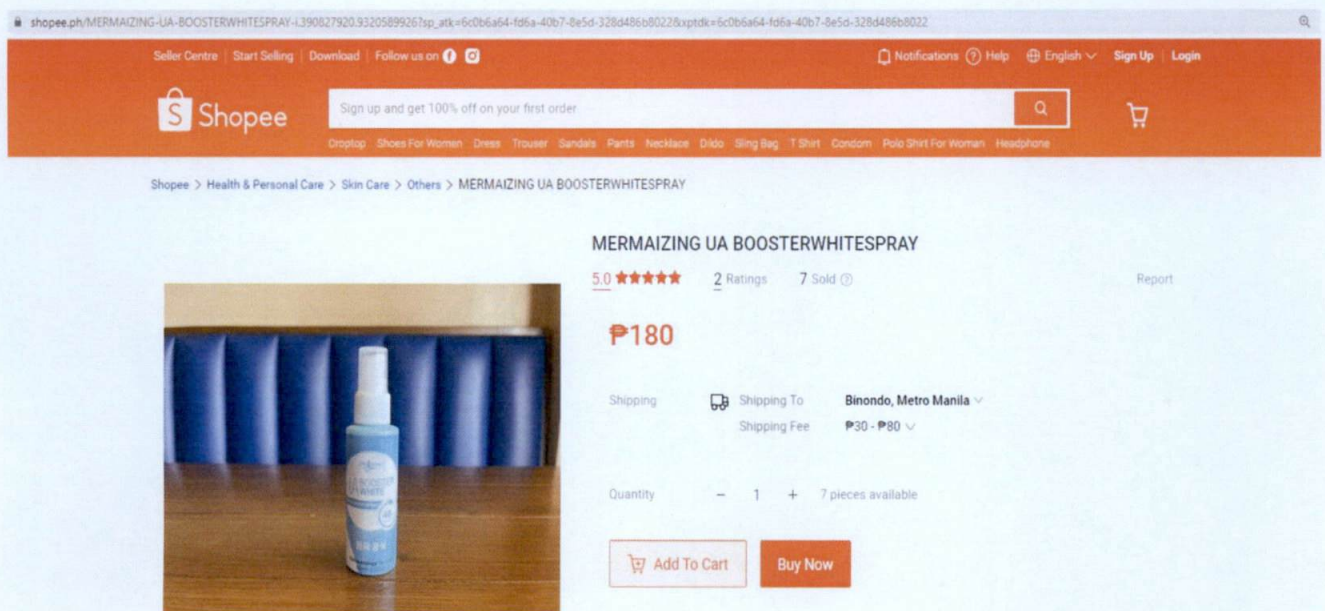 shopee.ph/MERMAIZING-UA-BOOSTERWHITESPRAY-i.390827920.9320589926?sp_atk=6c0b6a64-fd6a-40b7-8e5d-328d486b8022&xptdk=6c0b6a64-fd6a-40b7-8e5d-328d486b8022
Seller Centre | Start Selling | Download | Follow us on Notifications Help English Sign Up | Login
Shopee Sign up and get 100% off on your first order
Droptop Shoes For Women Dress Trouser Sandals Pants Necklace Dildo Sling Bag T Shirt Condom Polo Shirt For Woman Headphone
Shopee > Health & Personal Care > Skin Care > Others > MERMAIZING UA BOOSTERWHITESPRAY
MERMAIZING UA BOOSTERWHITESPRAY
5.0 2 Ratings 7 Sold Report
₱180
Shipping Shipping To Binondo, Metro Manila
Shipping Fee ₱30 - ₱80
Quantity - 1 + 7 pieces available
Add To Cart Buy Now
UA BOOSTER
WHITE